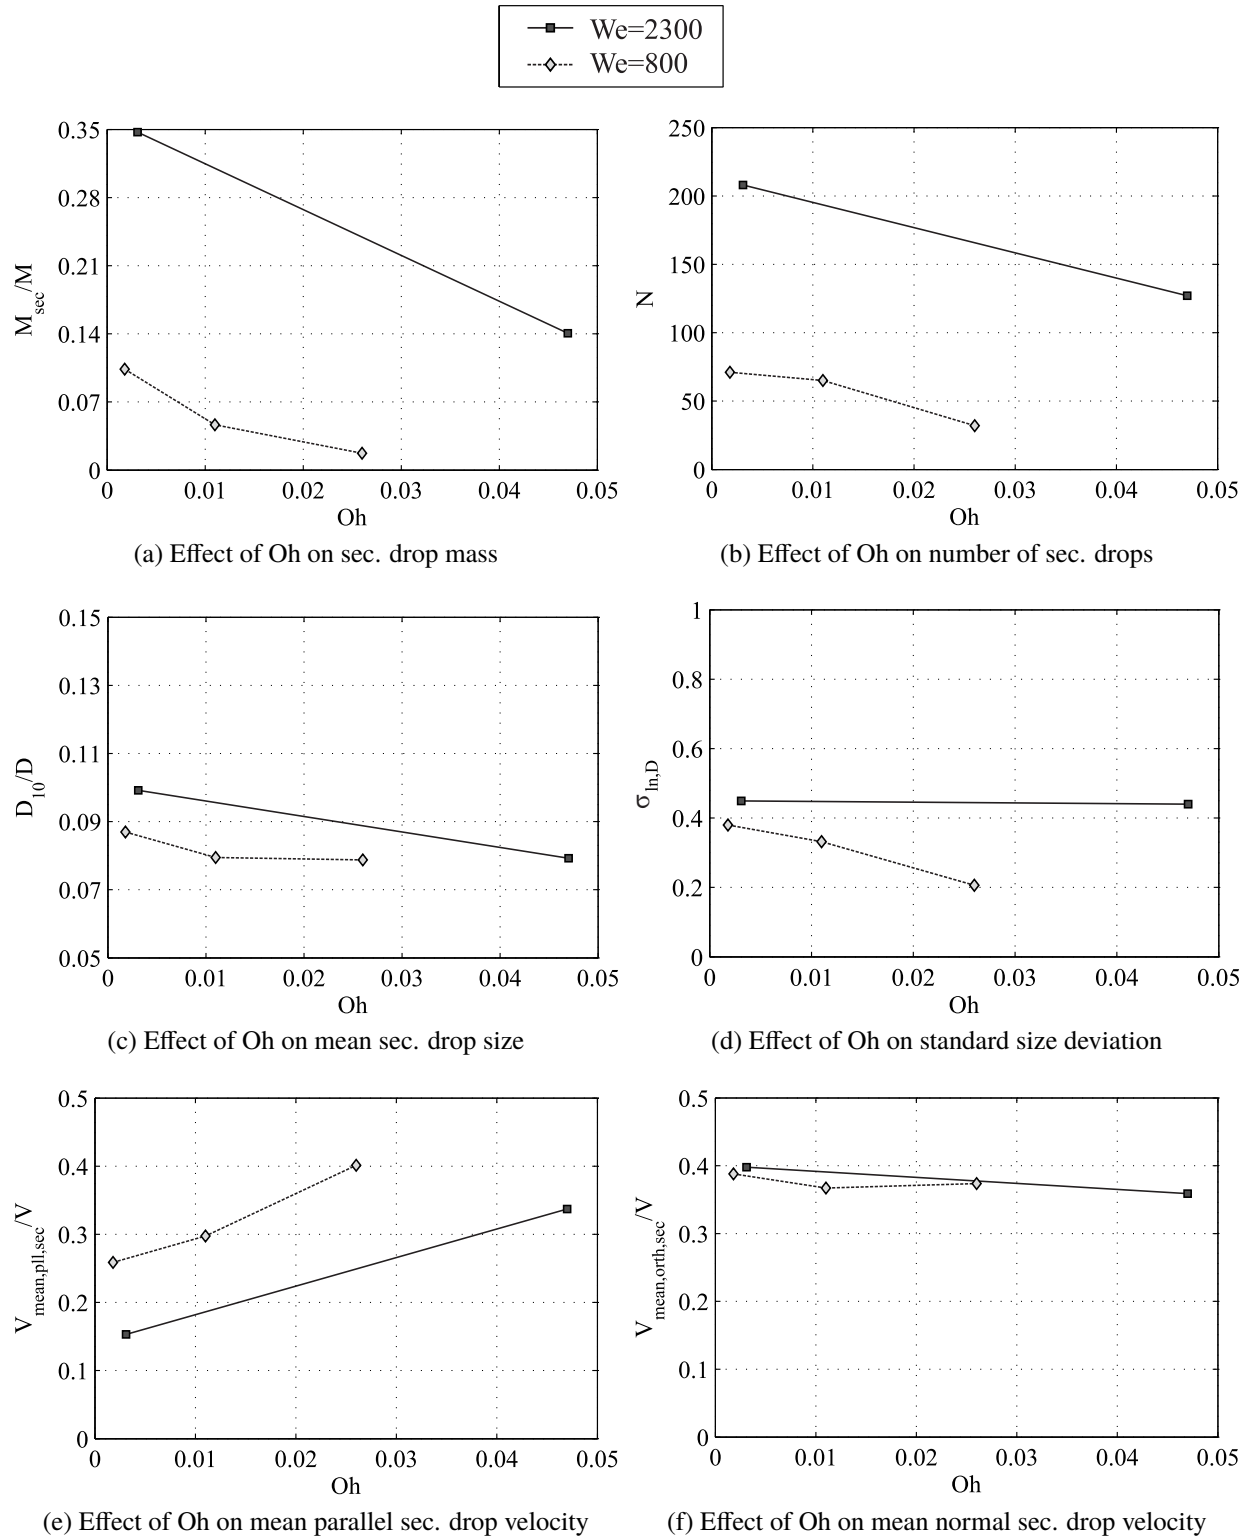 We=2300
We=800
0.35
0.28
0.21
0.14
0.07
0
M_sec/M
0 0.01 0.02 0.03 0.04 0.05
Oh
(a) Effect of Oh on sec. drop mass
250
200
150
100
50
0
N
0 0.01 0.02 0.03 0.04 0.05
Oh
(b) Effect of Oh on number of sec. drops
0.15
0.13
0.11
0.09
0.07
0.05
D_10/D
0 0.01 0.02 0.03 0.04 0.05
Oh
(c) Effect of Oh on mean sec. drop size
1
0.8
0.6
0.4
0.2
0
σ_ln,D
0 0.01 0.02 0.03 0.04 0.05
Oh
(d) Effect of Oh on standard size deviation
0.5
0.4
0.3
0.2
0.1
0
V_mean,pll,sec/V
0 0.01 0.02 0.03 0.04 0.05
Oh
(e) Effect of Oh on mean parallel sec. drop velocity
0.5
0.4
0.3
0.2
0.1
0
V_mean,orth,sec/V
0 0.01 0.02 0.03 0.04 0.05
Oh
(f) Effect of Oh on mean normal sec. drop velocity